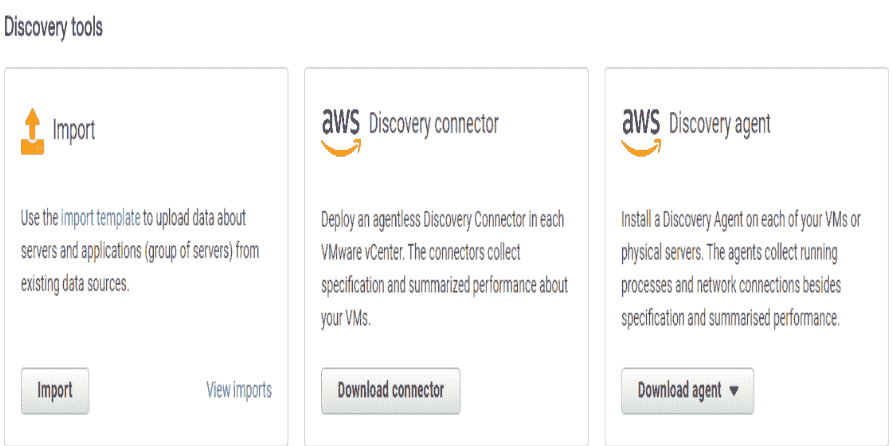 Discovery tools
Import
Use the import template to upload data about
servers and applications (group of servers) from
existing data sources.
Import
View imports
aws Discovery connector
Deploy an agentless Discovery Connector in each
VMware vCenter. The connectors collect
specification and summarized performance about
your VMs.
Download connector
aws Discovery agent
Install a Discovery Agent on each of your VMs or
physical servers. The agents collect running
processes and network connections besides
specification and summarised performance.
Download agent